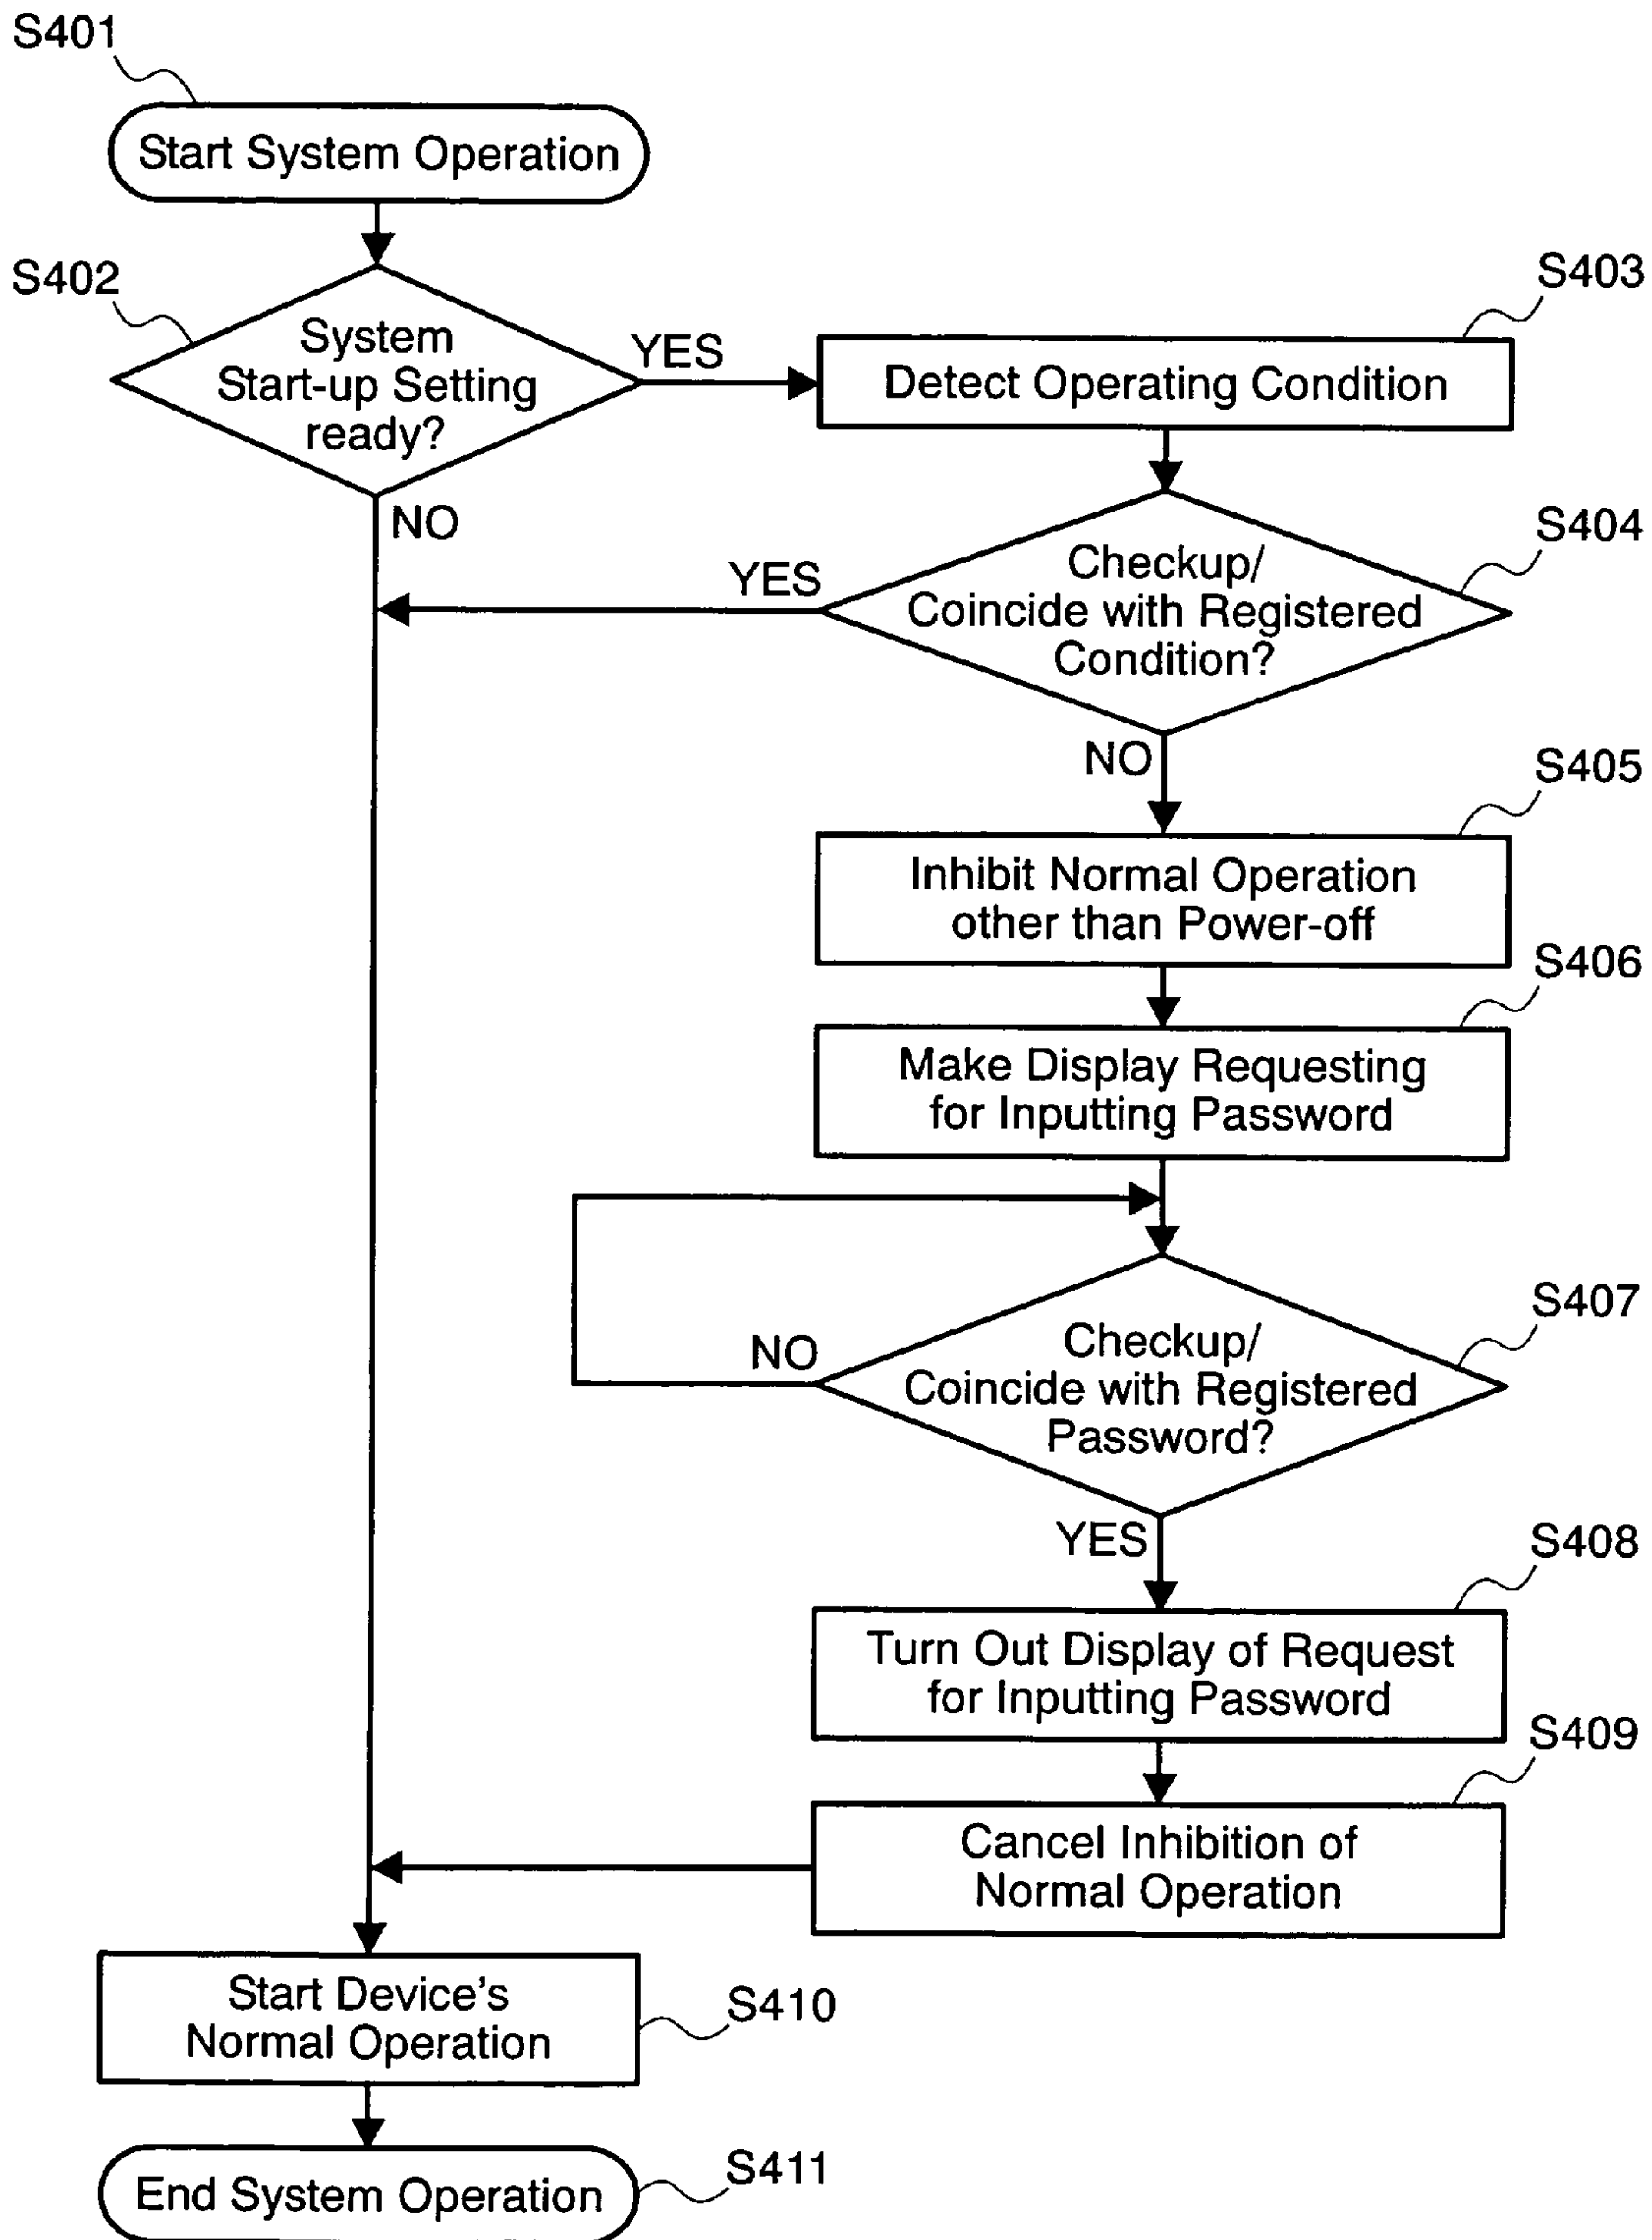 S401
Start System Operation
S402
System
Start-up Setting
ready?
YES
NO
S403
Detect Operating Condition
S404
Checkup/
Coincide with Registered
Condition?
YES
NO
S405
Inhibit Normal Operation
other than Power-off
S406
Make Display Requesting
for Inputting Password
S407
Checkup/
Coincide with Registered
Password?
NO
YES
S408
Turn Out Display of Request
for Inputting Password
S409
Cancel Inhibition of
Normal Operation
Start Device's
Normal Operation
S410
End System Operation
S411